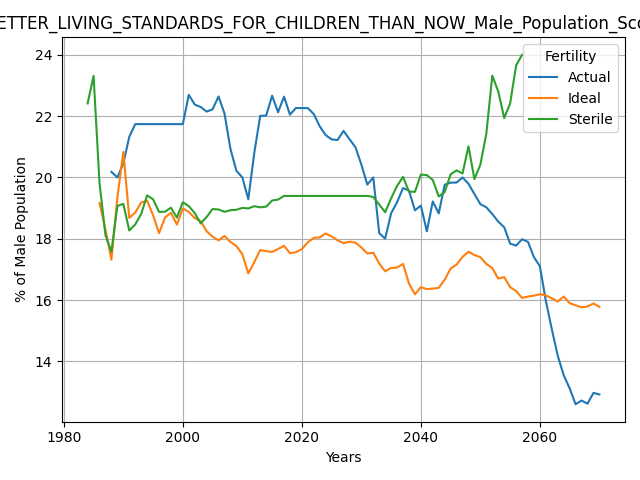 ETTER_LIVING_STANDARDS_FOR_CHILDREN_THAN_NOW_Male_Population_Sco
Fertility
Actual
Ideal
Sterile
% of Male Population
24
22
20
18
16
14
1980
2000
2020
2040
2060
Years